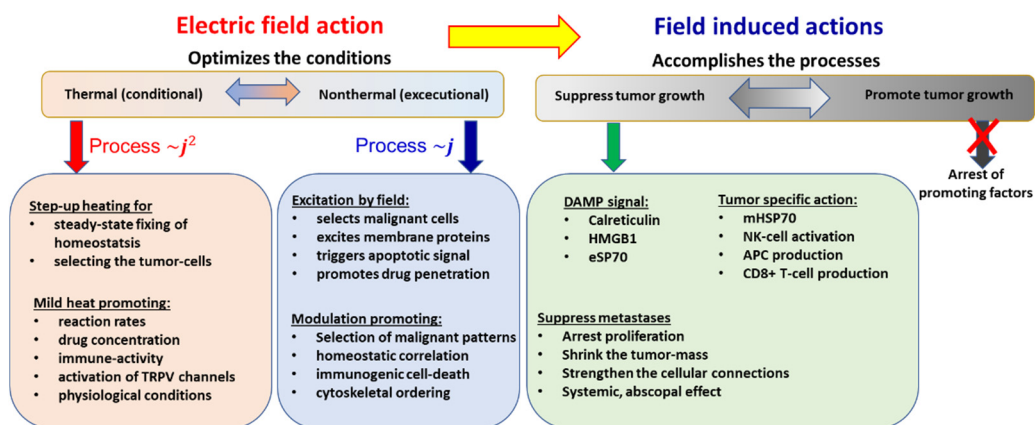 Electric field action
Field induced actions
Optimizes the conditions
Accomplishes the processes
Thermal (conditional)
Nonthermal (excecutional)
Suppress tumor growth
Promote tumor growth
Process ~j²
Process ~j
Arrest of
promoting factors
Step-up heating for
• steady-state fixing of
homeostatsis
• selecting the tumor-cells
Mild heat promoting:
• reaction rates
• drug concentration
• immune-activity
• activation of TRPV channels
• physiological conditions
Excitation by field:
• selects malignant cells
• excites membrane proteins
• triggers apoptotic signal
• promotes drug penetration
Modulation promoting:
• Selection of malignant patterns
• homeostatic correlation
• immunogenic cell-death
• cytoskeletal ordering
DAMP signal:
• Calreticulin
• HMGB1
• eSP70
Tumor specific action:
• mHSP70
• NK-cell activation
• APC production
• CD8+ T-cell production
Suppress metastases
• Arrest proliferation
• Shrink the tumor-mass
• Strengthen the cellular connections
• Systemic, abscopal effect